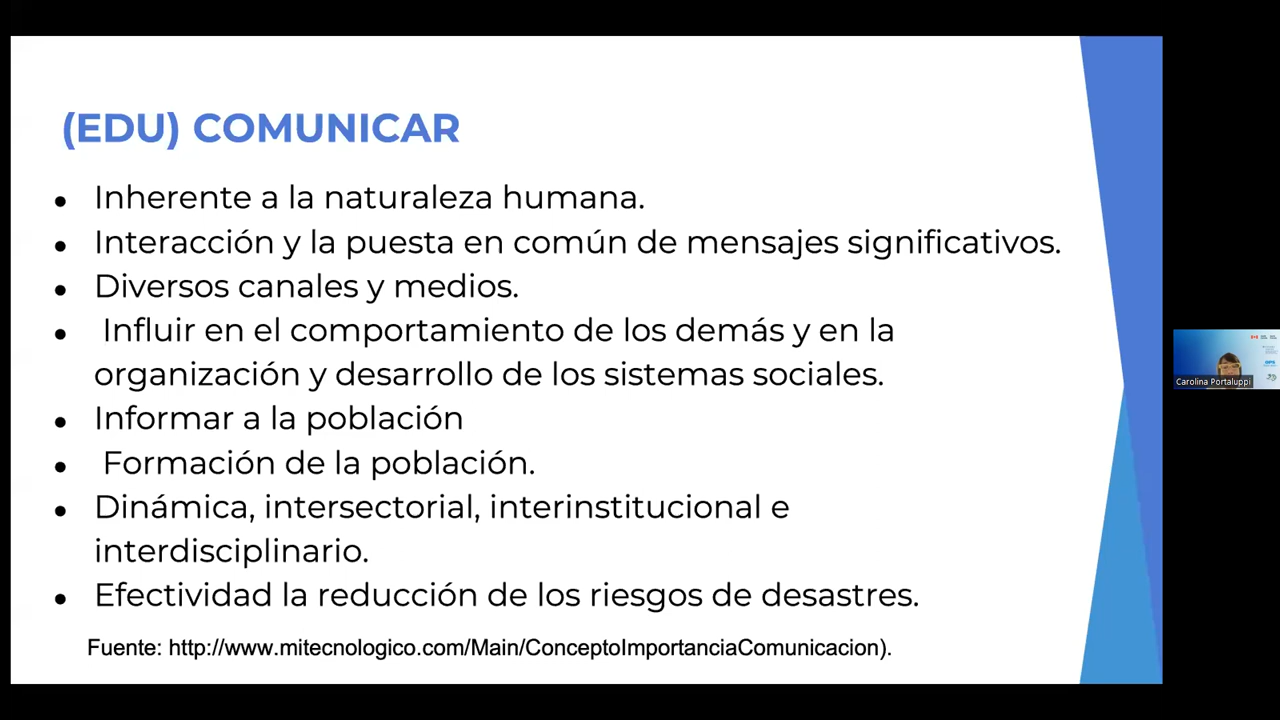 (EDU) COMUNICAR
• Inherente a la naturaleza humana.
• Interacción y la puesta en común de mensajes significativos.
• Diversos canales y medios.
• Influir en el comportamiento de los demás y en la
organización y desarrollo de los sistemas sociales.
• Informar a la población
• Formación de la población.
• Dinámica, intersectorial, interinstitucional e
interdisciplinario.
• Efectividad la reducción de los riesgos de desastres.
Fuente: http://www.mitecnologico.com/Main/ConceptoImportanciaComunicacion).
Carolina Portaluppi